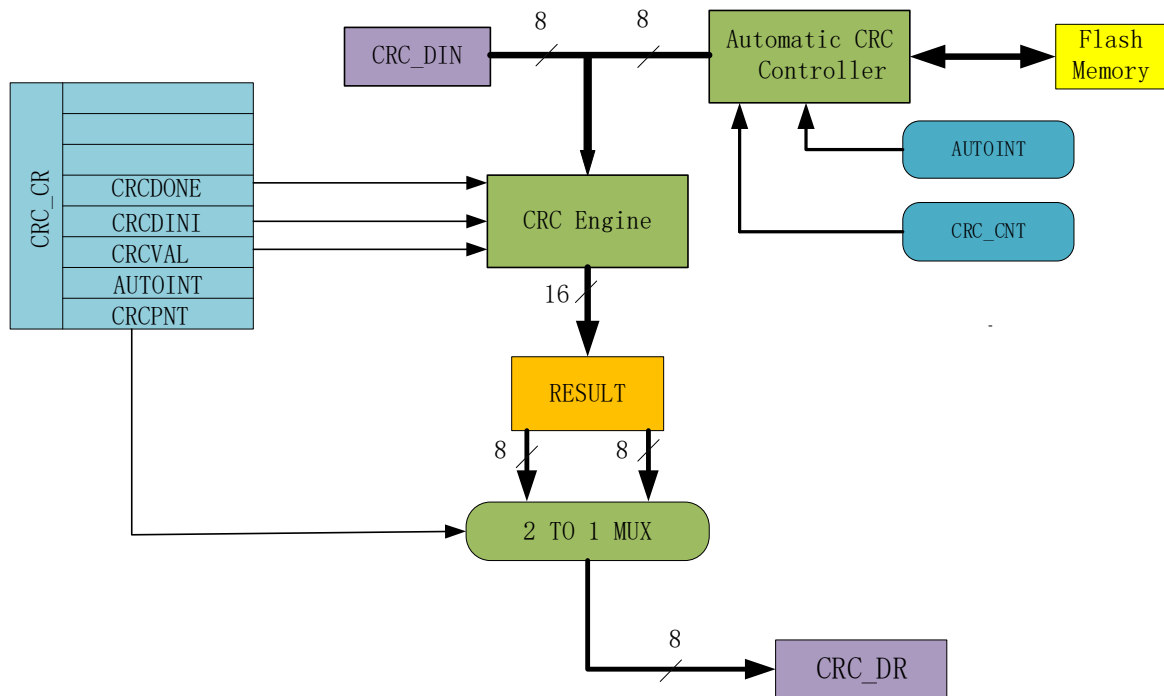 8
8
CRC_DIN
Automatic CRC
Controller
Flash
Memory
AUTOINT
CRC_CNT
CRC_CR
CRCDONE
CRCDINI
CRCVAL
AUTOINT
CRCPNT
CRC Engine
16
RESULT
8
8
2 TO 1 MUX
8
CRC_DR